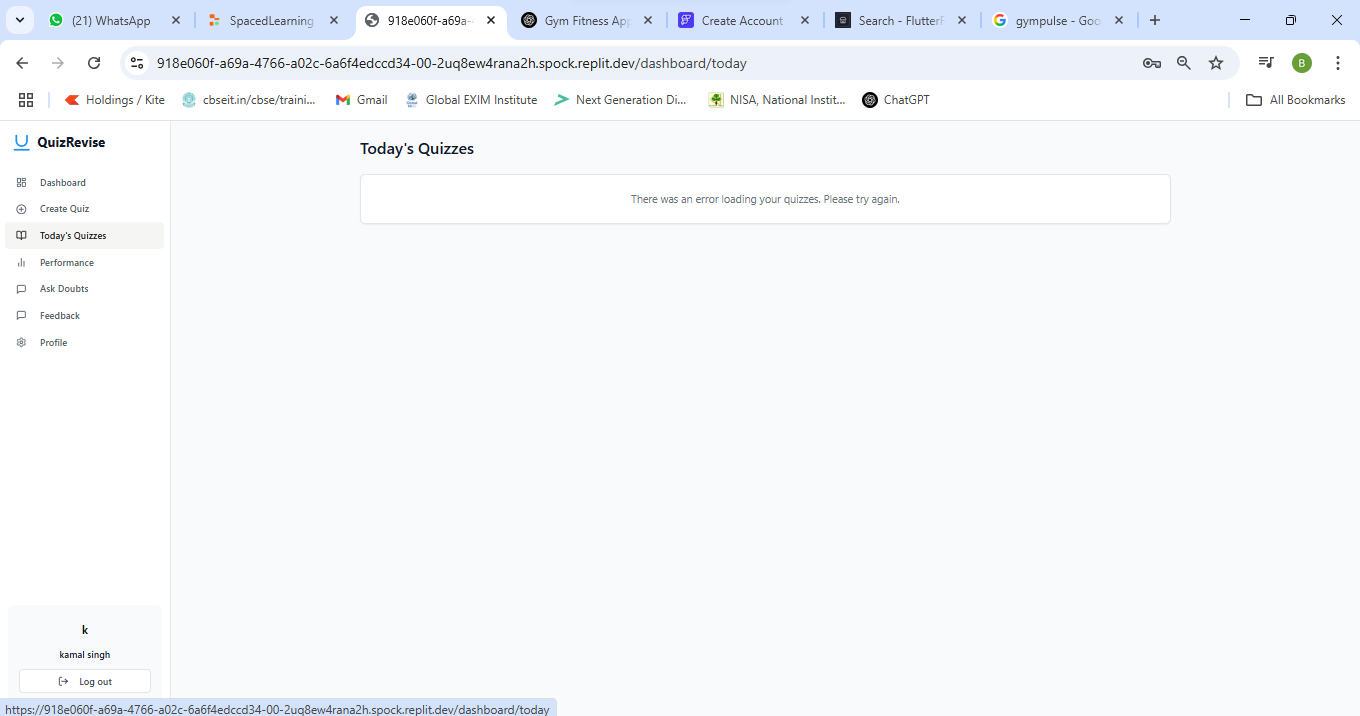 (21) WhatsApp
SpacedLearning
918e060f-a69a-
Gym Fitness App
Create Account
Search - FlutterF
gympulse - Goo
918e060f-a69a-4766-a02c-6a6f4edccd34-00-2uq8ew4rana2h.spock.replit.dev/dashboard/today
B
Holdings / Kite
cbseit.in/cbse/traini...
Gmail
Global EXIM Institute
Next Generation Di...
NISA, National Instit...
ChatGPT
All Bookmarks
QuizRevise
Today's Quizzes
Dashboard
There was an error loading your quizzes. Please try again.
Create Quiz
Today's Quizzes
Performance
Ask Doubts
Feedback
Profile
k
kamal singh
Log out
https://918e060f-a69a-4766-a02c-6a6f4edccd34-00-2uq8ew4rana2h.spock.replit.dev/dashboard/today